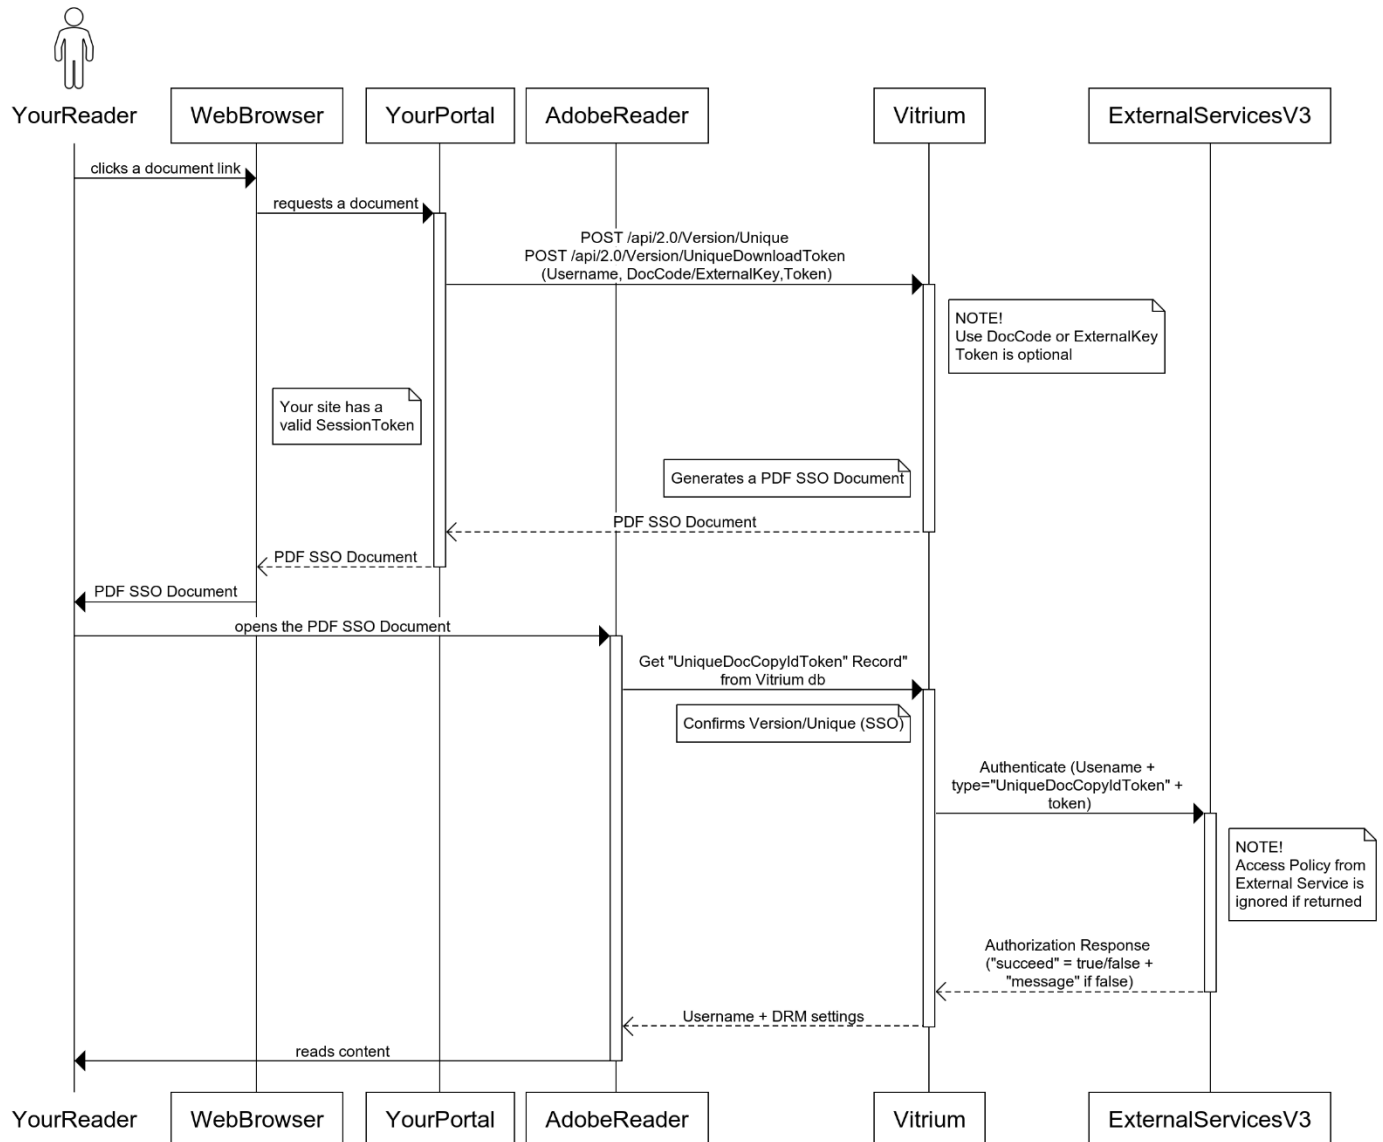 YourReader
WebBrowser
YourPortal
AdobeReader
Vitrium
ExternalServicesV3
clicks a document link
requests a document
POST /api/2.0/Version/Unique
POST /api/2.0/Version/UniqueDownloadToken
(Username, DocCode/ExternalKey,Token)
NOTE!
Use DocCode or ExternalKey
Token is optional
Your site has a
valid SessionToken
Generates a PDF SSO Document
PDF SSO Document
PDF SSO Document
PDF SSO Document
opens the PDF SSO Document
Get "UniqueDocCopyIdToken" Record"
from Vitrium db
Confirms Version/Unique (SSO)
Authenticate (Usename +
type="UniqueDocCopyIdToken" +
token)
NOTE!
Access Policy from
External Service is
ignored if returned
Authorization Response
("succeed" = true/false +
"message" if false)
Username + DRM settings
reads content
YourReader
WebBrowser
YourPortal
AdobeReader
Vitrium
ExternalServicesV3